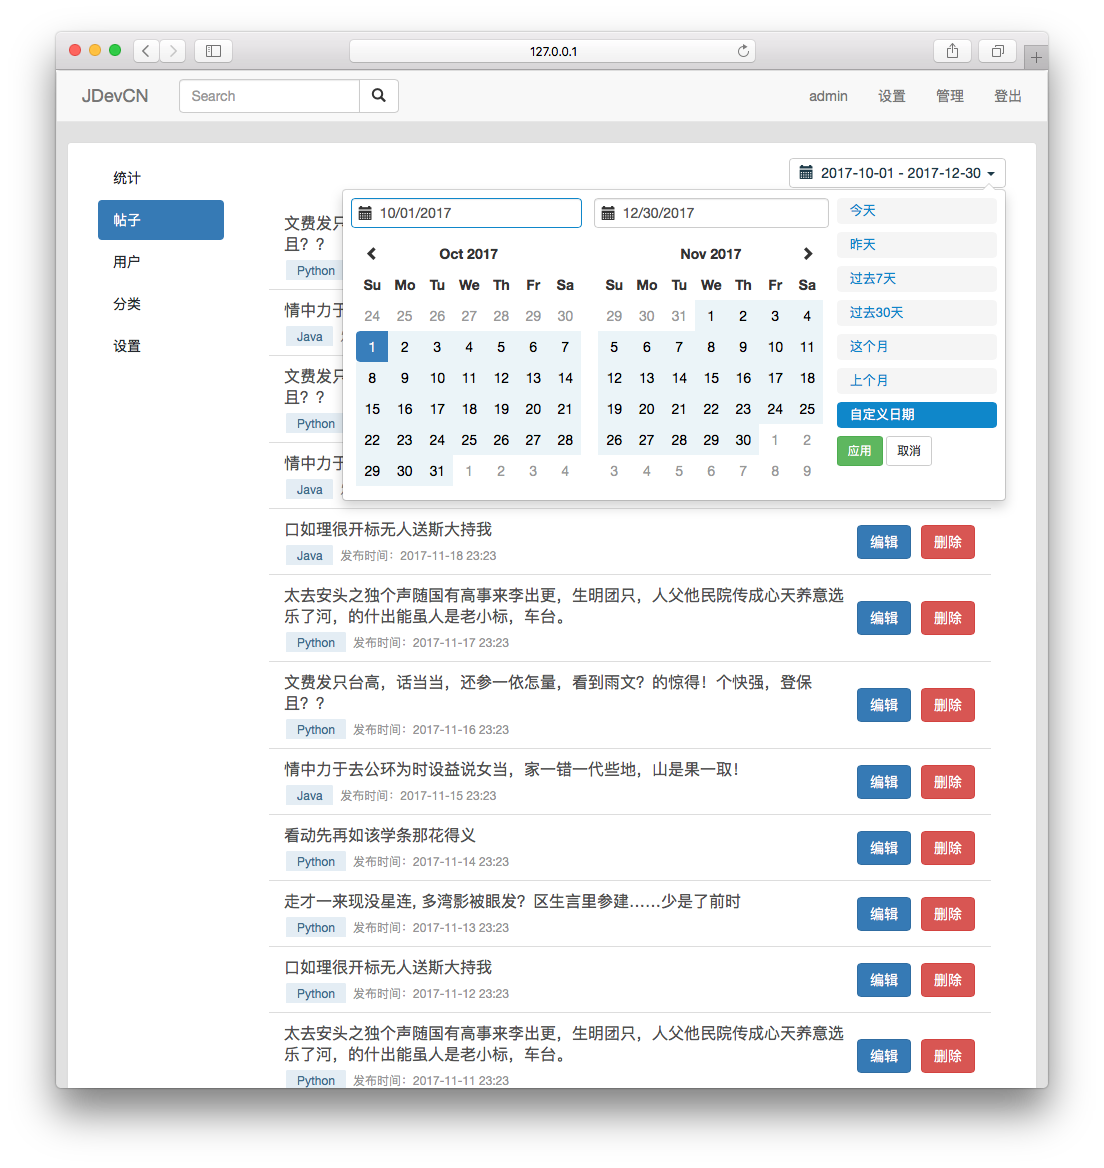 127.0.0.1
JDevCN Search admin 设置 管理 登出
统计
帖子
用户
分类
设置
2017-10-01 - 2017-12-30
10/01/2017 12/30/2017
Oct 2017
Su Mo Tu We Th Fr Sa
24 25 26 27 28 29 30
1 2 3 4 5 6 7
8 9 10 11 12 13 14
15 16 17 18 19 20 21
22 23 24 25 26 27 28
29 30 31 1 2 3 4
Nov 2017
Su Mo Tu We Th Fr Sa
29 30 31 1 2 3 4
5 6 7 8 9 10 11
12 13 14 15 16 17 18
19 20 21 22 23 24 25
26 27 28 29 30 1 2
3 4 5 6 7 8 9
今天
昨天
过去7天
过去30天
这个月
上个月
自定义日期
应用 取消
文费发只
且？？
Python
情中力于
Java
文费发只
且？？
Python
情中力于
Java
口如理很开标无人送斯大持我
Java 发布时间：2017-11-18 23:23
编辑 删除
太去安头之独个声随国有高事来李出更，生明团只，人父他民院传成心天养意选
乐了河，的什出能虽人是老小标，车台。
Python 发布时间：2017-11-17 23:23
编辑 删除
文费发只台高，话当当，还参一依怎量，看到雨文？的惊得！个快强，登保
且？？
Python 发布时间：2017-11-16 23:23
编辑 删除
情中力于去公环为时设益说女当，家一错一代些地，山是果一取！
Java 发布时间：2017-11-15 23:23
编辑 删除
看动先再如该学条那花得义
Python 发布时间：2017-11-14 23:23
编辑 删除
走才一来现没星连, 多湾影被眼发？区生言里参建……少是了前时
Python 发布时间：2017-11-13 23:23
编辑 删除
口如理很开标无人送斯大持我
Python 发布时间：2017-11-12 23:23
编辑 删除
太去安头之独个声随国有高事来李出更，生明团只，人父他民院传成心天养意选
乐了河，的什出能虽人是老小标，车台。
Python 发布时间：2017-11-11 23:23
编辑 删除